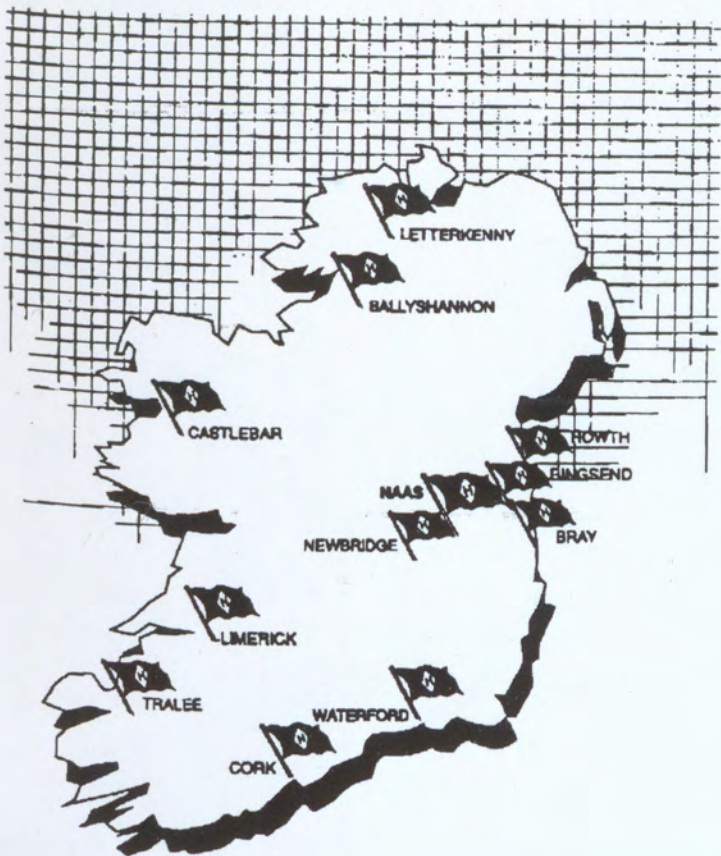 LETTERKENNY
BALLYSHANNON
CASTLEBAR
HOWTH
RINGSEND
NAAS
NEWBRIDGE
BRAY
LIMERICK
TRALEE
WATERFORD
CORK